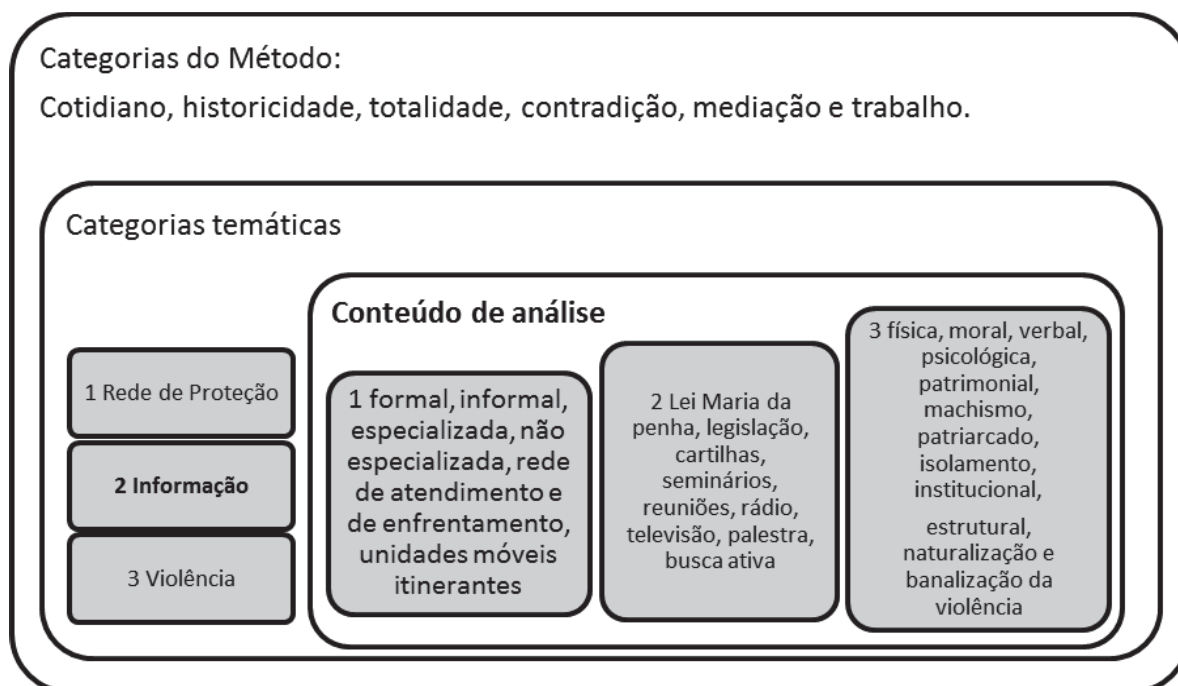 Categorias do Método:
Cotidiano, historicidade, totalidade, contradição, mediação e trabalho.
Categorias temáticas
1 Rede de Proteção
2 Informação
3 Violência
Conteúdo de análise
1 formal, informal,
especializada, não
especializada, rede
de atendimento e
de enfrentamento,
unidades móveis
itinerantes
2 Lei Maria da
penha, legislação,
cartilhas,
seminários,
reuniões, rádio,
televisão, palestra,
busca ativa
3 física, moral, verbal,
psicológica,
patrimonial,
machismo,
patriarcado,
isolamento,
institucional,
estrutural,
naturalização e
banalização da
violência